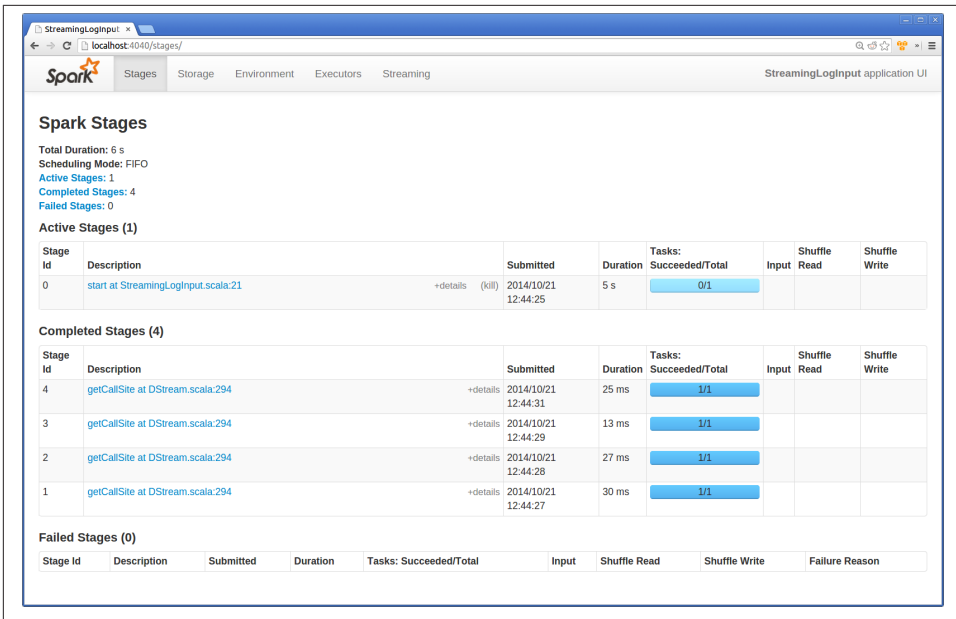 StreamingLogInput ×
localhost:4040/stages/
Spark Stages Storage Environment Executors Streaming StreamingLogInput application UI
Spark Stages
Total Duration: 6 s
Scheduling Mode: FIFO
Active Stages: 1
Completed Stages: 4
Failed Stages: 0
Active Stages (1)
Stage Id Description Submitted Duration Tasks: Succeeded/Total Input Shuffle Read Shuffle Write
0 start at StreamingLogInput.scala:21 +details (kill) 2014/10/21 12:44:25 5 s 0/1
Completed Stages (4)
Stage Id Description Submitted Duration Tasks: Succeeded/Total Input Shuffle Read Shuffle Write
4 getCallSite at DStream.scala:294 +details 2014/10/21 12:44:31 25 ms 1/1
3 getCallSite at DStream.scala:294 +details 2014/10/21 12:44:29 13 ms 1/1
2 getCallSite at DStream.scala:294 +details 2014/10/21 12:44:28 27 ms 1/1
1 getCallSite at DStream.scala:294 +details 2014/10/21 12:44:27 30 ms 1/1
Failed Stages (0)
Stage Id Description Submitted Duration Tasks: Succeeded/Total Input Shuffle Read Shuffle Write Failure Reason